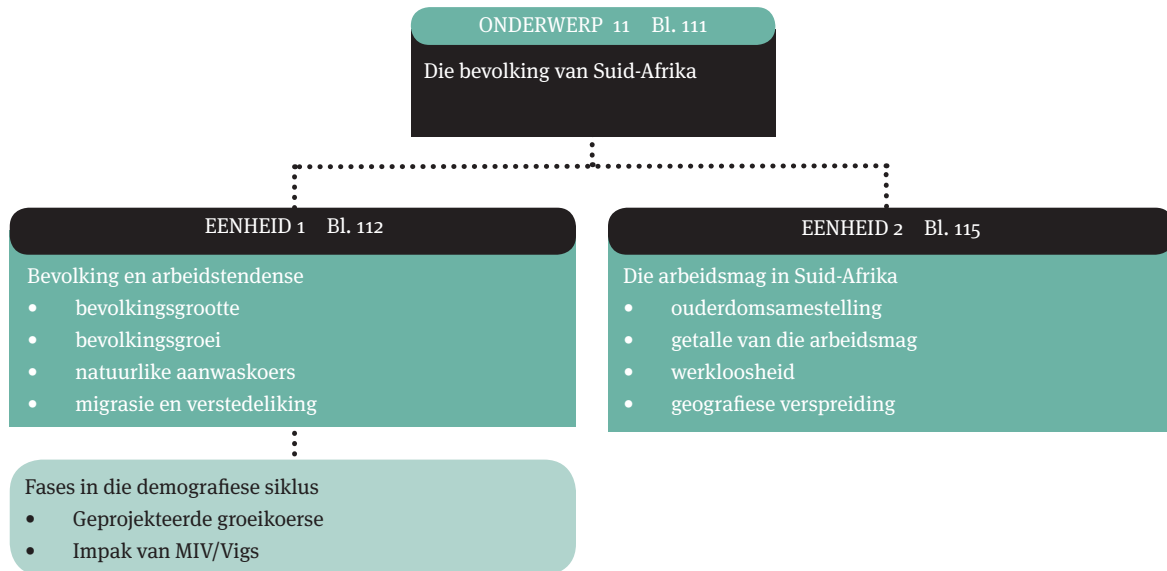 ONDERWERP 11 Bl. 111
Die bevolking van Suid-Afrika
EENHEID 1 Bl. 112
Bevolking en arbeidstendense
• bevolkingsgrootte
• bevolkingsgroei
• natuurlike aanwaskoers
• migrasie en verstedeliking
Fases in die demografiese siklus
• Geprojekteerde groeikoerse
• Impak van MIV/Vigs
EENHEID 2 Bl. 115
Die arbeidsmag in Suid-Afrika
• ouderdomsamestelling
• getalle van die arbeidsmag
• werkloosheid
• geografiese verspreiding